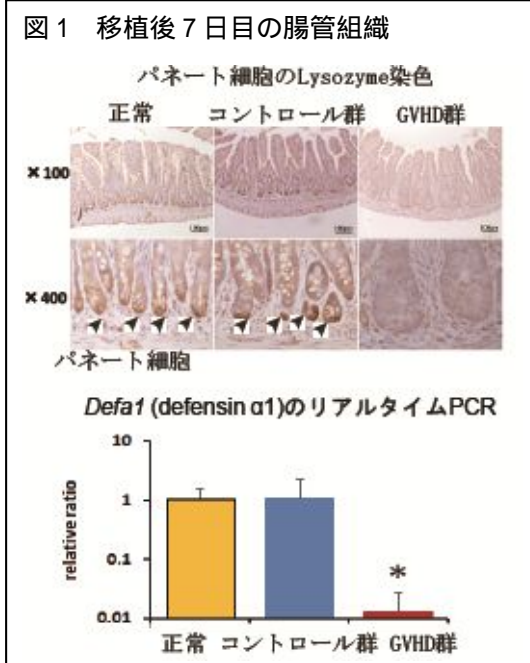 図1 移植後7日目の腸管組織
パネート細胞のLysozyme染色
正常 コントロール群 GVHD群
×100
×400
パネート細胞
Defa1 (defensin α1)のリアルタイムPCR
relative ratio
10
1
0.1
0.01
*
正常 コントロール群 GVHD群